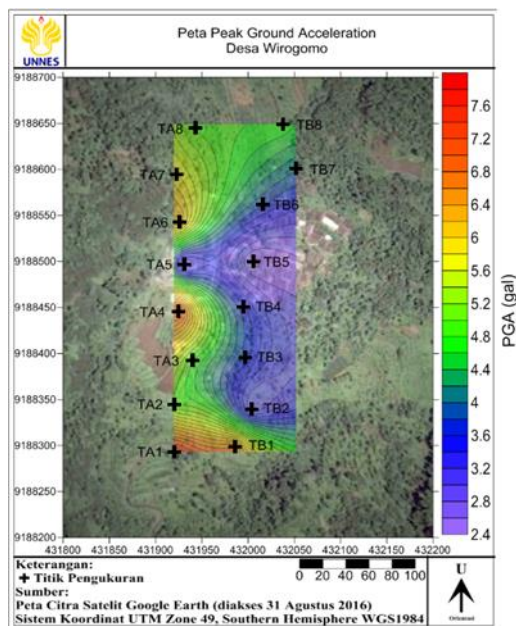 UNNES
Peta Peak Ground Acceleration
Desa Wirogomo
9188700
9188650
9188600
9188550
9188500
9188450
9188400
9188350
9188300
9188250
9188200
431800
431850
431900
431950
432000
432050
432100
432150
432200
TA8
TB8
TA7
TB7
TA6
TB6
TA5
TB5
TA4
TB4
TA3
TB3
TA2
TB2
TA1
TB1
7.6
7.2
6.8
6.4
6
5.6
5.2
4.8
4.4
4
3.6
3.2
2.8
2.4
PGA (gal)
Keterangan:
Titik Pengukuran
0 20 40 60 80 100
Sumber:
Peta Citra Satelit Google Earth (diakses 31 Agustus 2016)
Sistem Koordinat UTM Zone 49, Southern Hemisphere WGS1984
U